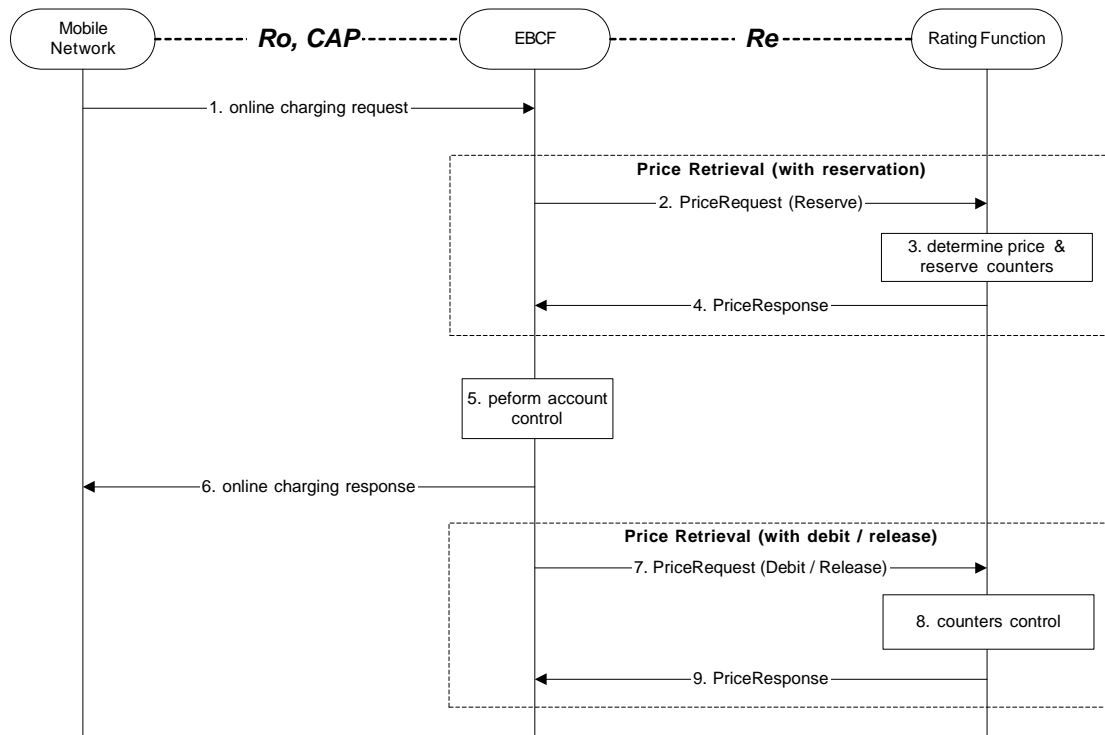 Mobile
Network
Ro, CAP
EBCF
Re
Rating Function
1. online charging request
Price Retrieval (with reservation)
2. PriceRequest (Reserve)
3. determine price &
reserve counters
4. PriceResponse
5. peform account
control
6. online charging response
Price Retrieval (with debit / release)
7. PriceRequest (Debit / Release)
8. counters control
9. PriceResponse